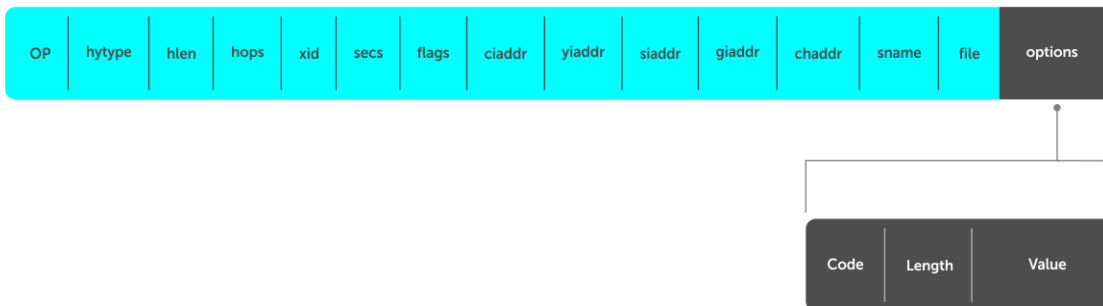 OP hytype hlen hops xid secs flags ciaddr yiaddr siaddr giaddr chaddr sname file options
Code Length Value